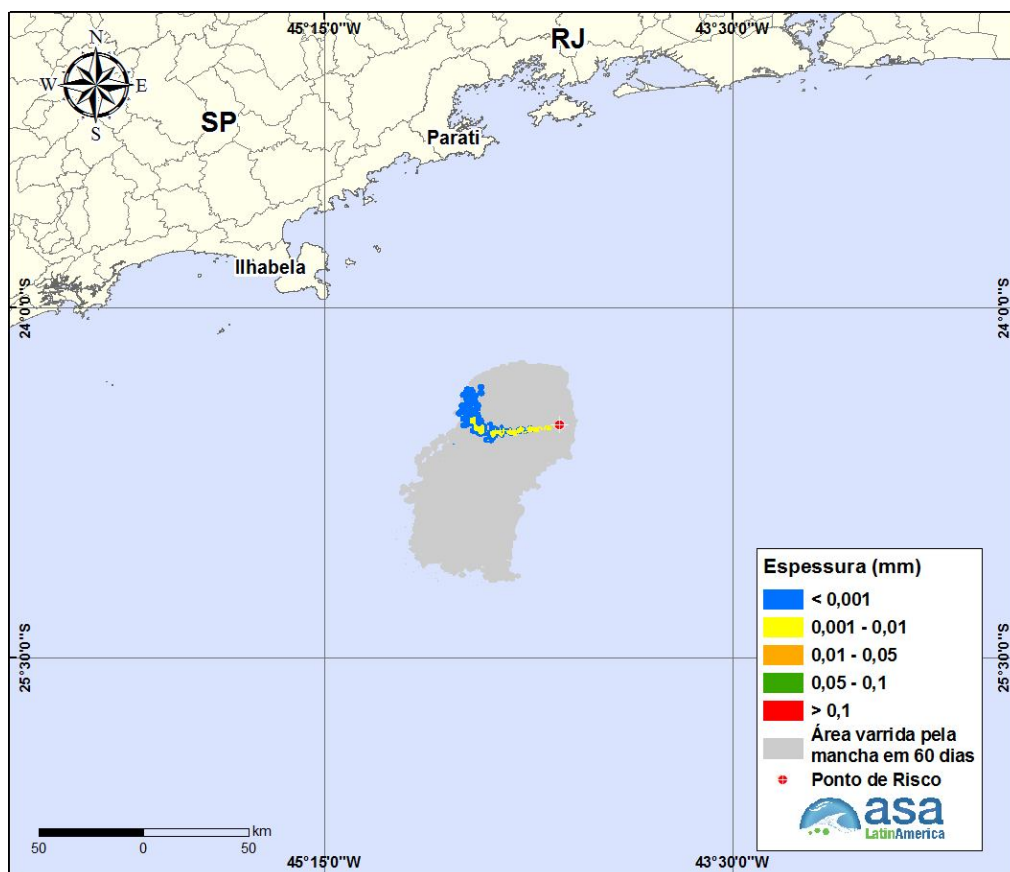 45°15'0"W
43°30'0"W
N
W
E
S
RJ
SP
Parati
Ilhabela
24°0'0"S
24°0'0"S
25°30'0"S
25°30'0"S
Espessura (mm)
< 0,001
0,001 - 0,01
0,01 - 0,05
0,05 - 0,1
> 0,1
Área varrida pela
mancha em 60 dias
Ponto de Risco
asa
LatinAmerica
km
50
0
50
45°15'0"W
43°30'0"W